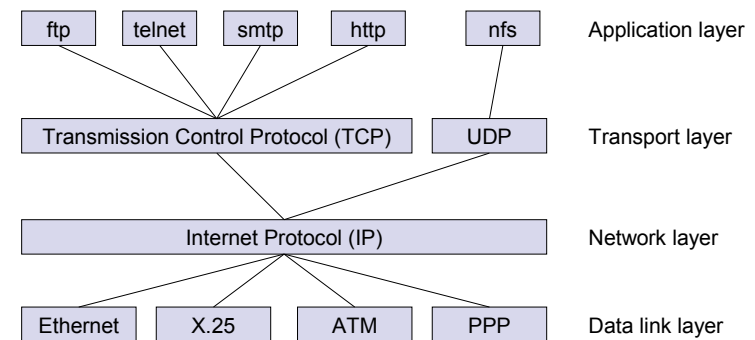 ftp telnet smtp http nfs Application layer
Transmission Control Protocol (TCP) UDP Transport layer
Internet Protocol (IP) Network layer
Ethernet X.25 ATM PPP Data link layer